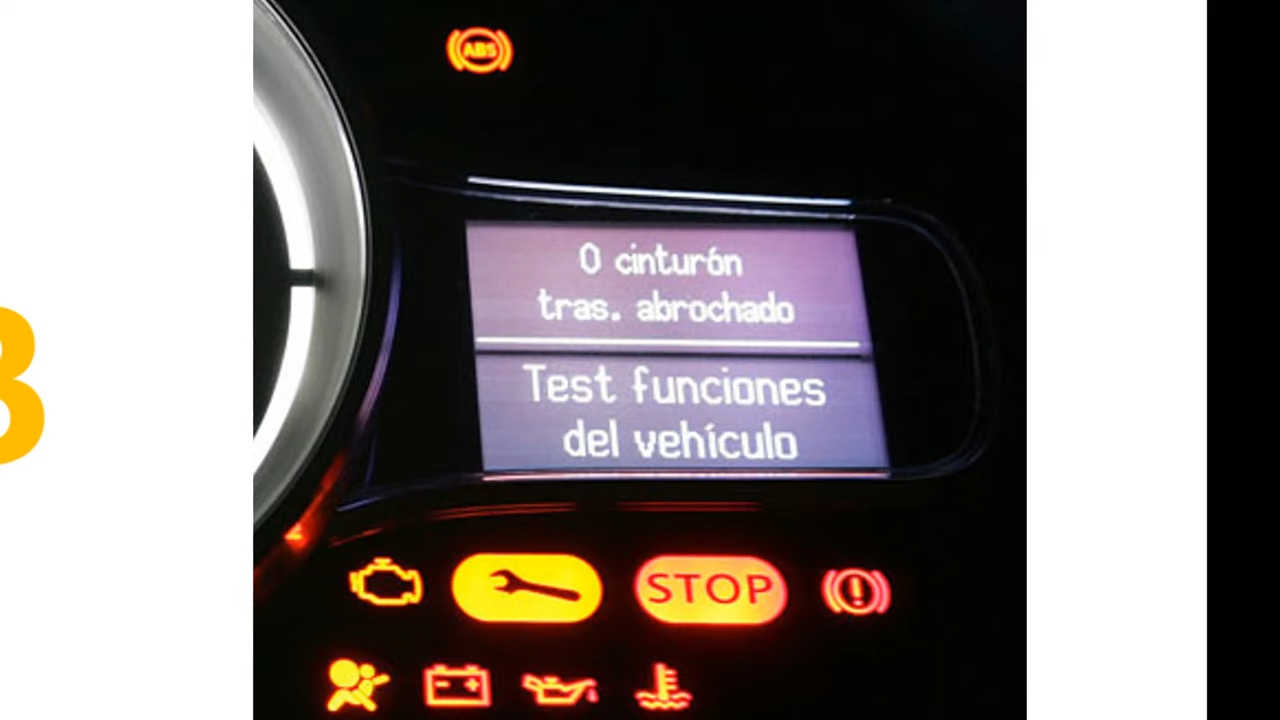 ABS
0 cinturón
tras. abrochado
Test funciones
del vehículo
STOP